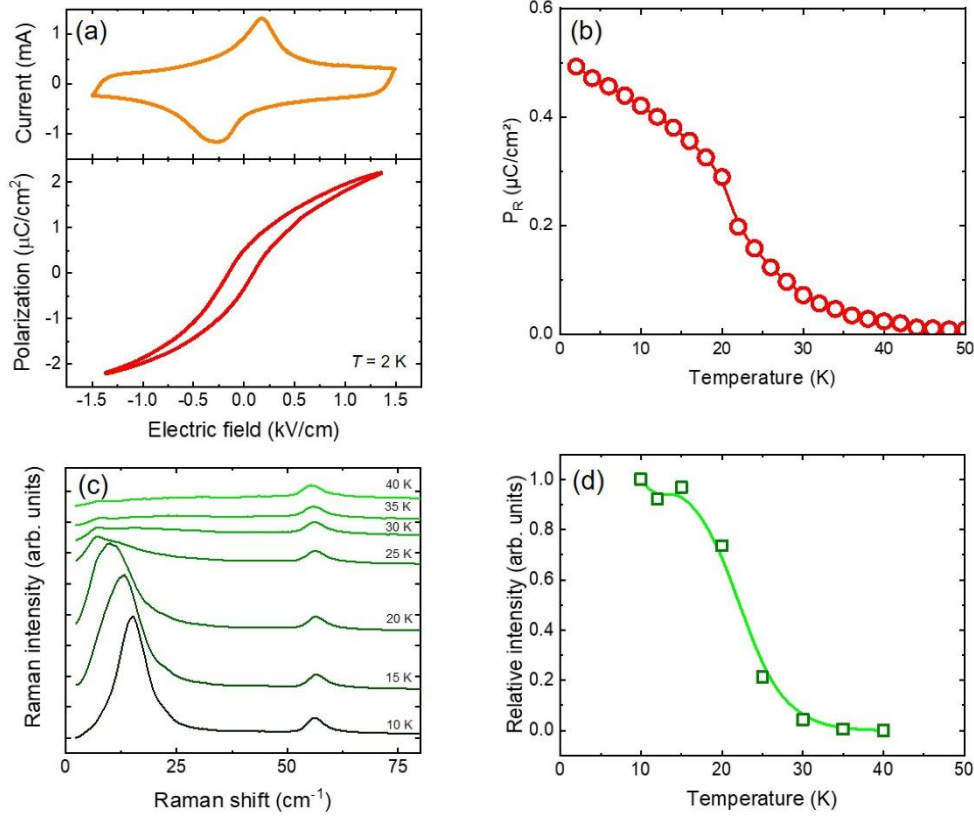 (a)
Current (mA)
1
0
-1
Polarization (µC/cm²)
2
1
0
-1
-2
T = 2 K
-1.5 -1.0 -0.5 0.0 0.5 1.0 1.5
Electric field (kV/cm)
(b)
P_R (µC/cm²)
0.6
0.4
0.2
0.0
0 10 20 30 40 50
Temperature (K)
(c)
Raman intensity (arb. units)
40 K
35 K
30 K
25 K
20 K
15 K
10 K
0 25 50 75
Raman shift (cm⁻¹)
(d)
Relative intensity (arb. units)
1.0
0.8
0.6
0.4
0.2
0.0
0 10 20 30 40 50
Temperature (K)